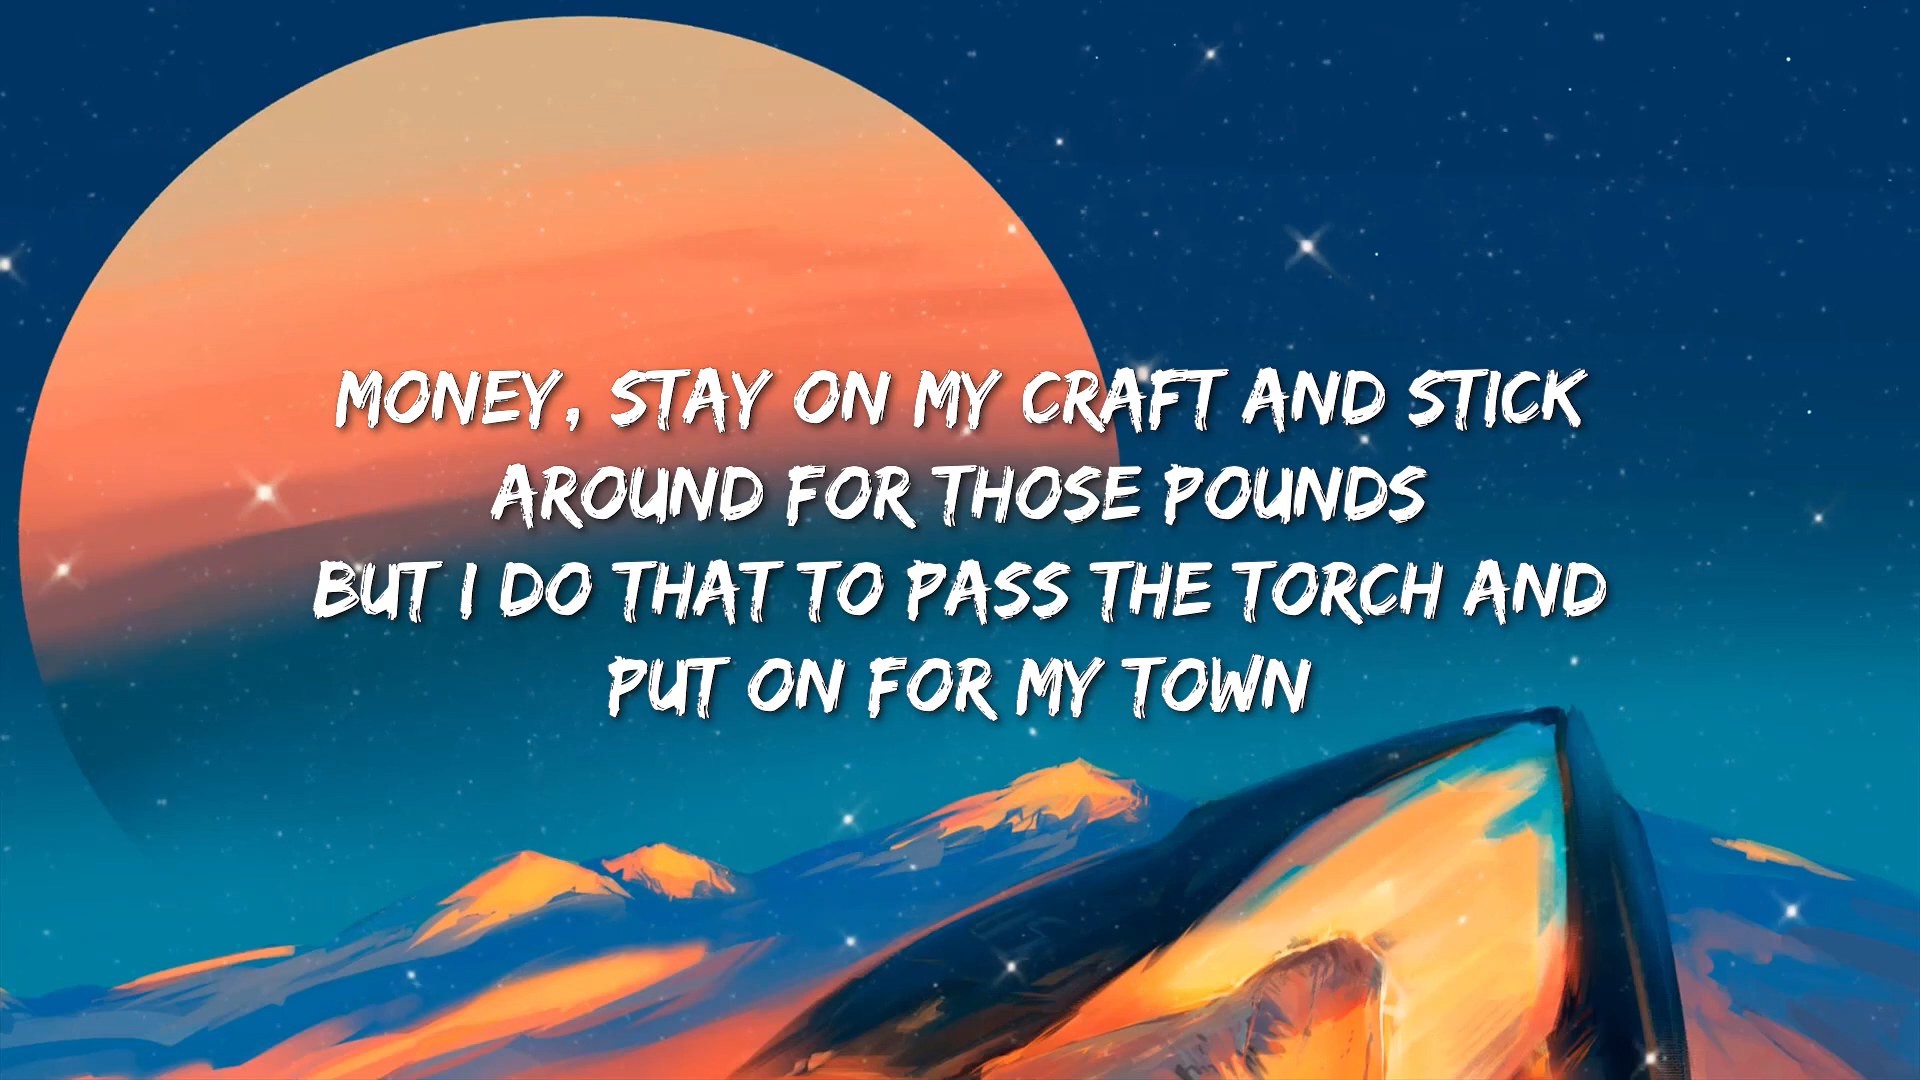 MONEY, STAY ON MY CRAFT AND STICK
AROUND FOR THOSE POUNDS
BUT I DO THAT TO PASS THE TORCH AND
PUT ON FOR MY TOWN